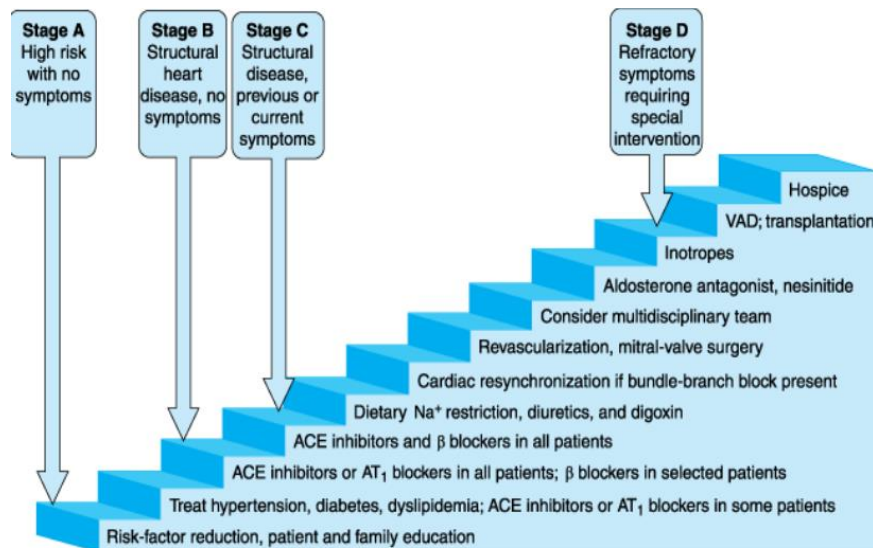 Stage A
High risk
with no
symptoms
Stage B
Structural
heart
disease, no
symptoms
Stage C
Structural
disease,
previous or
current
symptoms
Stage D
Refractory
symptoms
requiring
special
intervention
Hospice
VAD; transplantation
Inotropes
Aldosterone antagonist, nesinitide
Consider multidisciplinary team
Revascularization, mitral-valve surgery
Cardiac resynchronization if bundle-branch block present
Dietary Na⁺ restriction, diuretics, and digoxin
ACE inhibitors and β blockers in all patients
ACE inhibitors or AT₁ blockers in all patients; β blockers in selected patients
Treat hypertension, diabetes, dyslipidemia; ACE inhibitors or AT₁ blockers in some patients
Risk-factor reduction, patient and family education